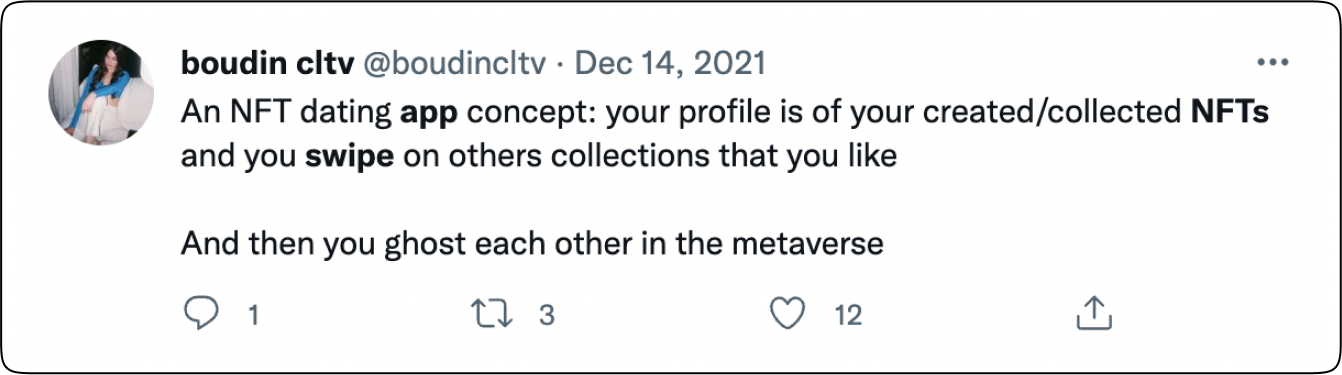 boudin cltv @boudincltv · Dec 14, 2021
An NFT dating app concept: your profile is of your created/collected NFTs
and you swipe on others collections that you like
And then you ghost each other in the metaverse
1 3 12